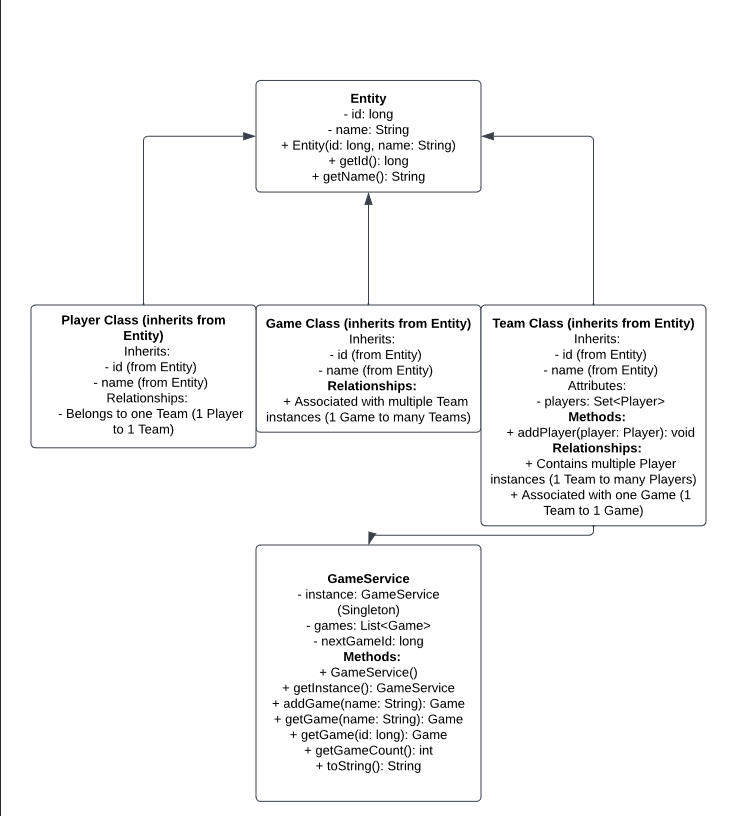 Entity
- id: long
- name: String
+ Entity(id: long, name: String)
+ getId(): long
+ getName(): String
Player Class (inherits from
Entity)
Inherits:
- id (from Entity)
- name (from Entity)
Relationships:
- Belongs to one Team (1 Player
to 1 Team)
Game Class (inherits from Entity)
Inherits:
- id (from Entity)
- name (from Entity)
Relationships:
+ Associated with multiple Team
instances (1 Game to many Teams)
Team Class (inherits from Entity)
Inherits:
- id (from Entity)
- name (from Entity)
Attributes:
- players: Set<Player>
Methods:
+ addPlayer(player: Player): void
Relationships:
+ Contains multiple Player
instances (1 Team to many Players)
+ Associated with one Game (1
Team to 1 Game)
GameService
- instance: GameService
(Singleton)
- games: List<Game>
- nextGameId: long
Methods:
+ GameService()
+ getInstance(): GameService
+ addGame(name: String): Game
+ getGame(name: String): Game
+ getGame(id: long): Game
+ getGameCount(): int
+ toString(): String